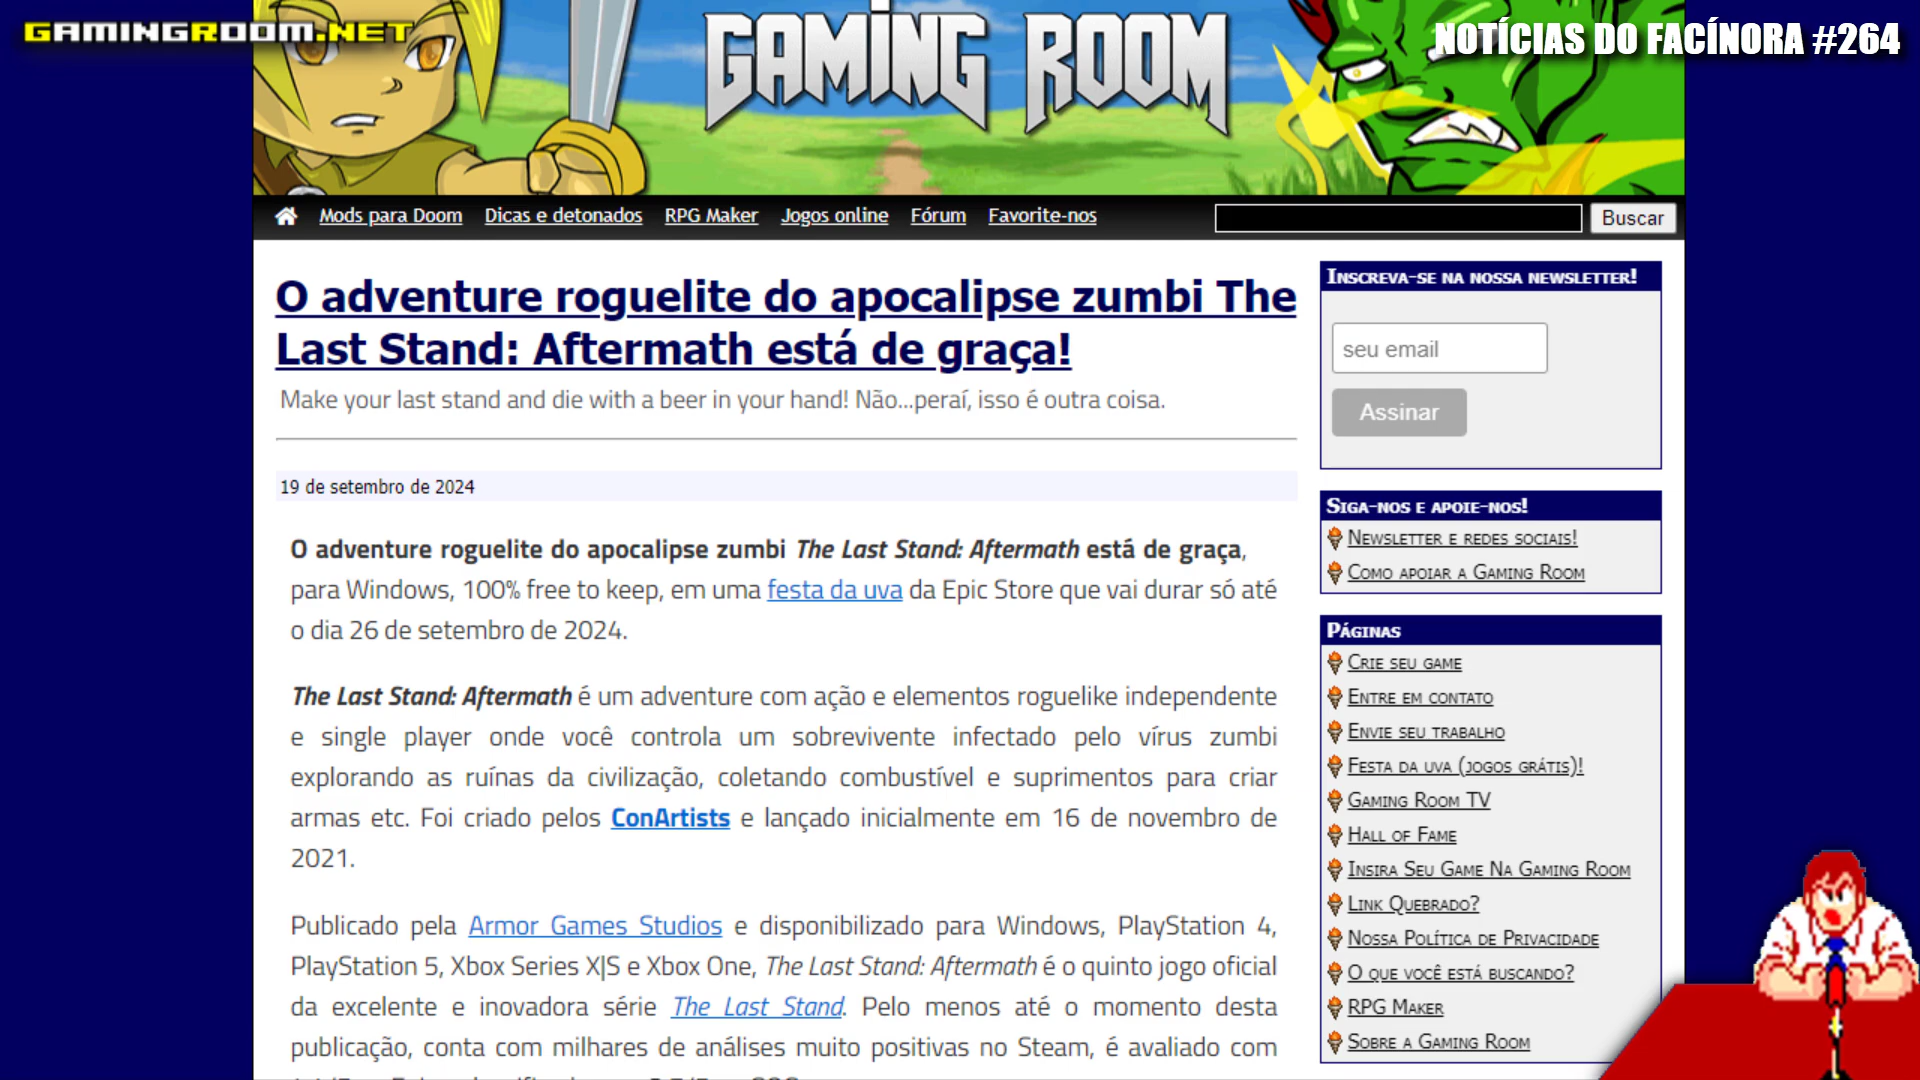 GAMINGROOM.NET
GAMING ROOM
NOTÍCIAS DO FACÍNORA #264
Mods para Doom Dicas e detonados RPG Maker Jogos online Fórum Favorite-nos Buscar
O adventure roguelite do apocalipse zumbi The
Last Stand: Aftermath está de graça!
Make your last stand and die with a beer in your hand! Não...peraí, isso é outra coisa.
19 de setembro de 2024
O adventure roguelite do apocalipse zumbi The Last Stand: Aftermath está de graça,
para Windows, 100% free to keep, em uma festa da uva da Epic Store que vai durar só até
o dia 26 de setembro de 2024.
The Last Stand: Aftermath é um adventure com ação e elementos roguelike independente
e single player onde você controla um sobrevivente infectado pelo vírus zumbi
explorando as ruínas da civilização, coletando combustível e suprimentos para criar
armas etc. Foi criado pelos ConArtists e lançado inicialmente em 16 de novembro de
2021.
Publicado pela Armor Games Studios e disponibilizado para Windows, PlayStation 4,
PlayStation 5, Xbox Series X|S e Xbox One, The Last Stand: Aftermath é o quinto jogo oficial
da excelente e inovadora série The Last Stand. Pelo menos até o momento desta
publicação, conta com milhares de análises muito positivas no Steam, é avaliado com
Inscreva-se na nossa newsletter!
seu email
Assinar
Siga-nos e apoie-nos!
Newsletter e redes sociais!
Como apoiar a Gaming Room
Páginas
Crie seu game
Entre em contato
Envie seu trabalho
Festa da uva (jogos grátis)!
Gaming Room TV
Hall of Fame
Insira Seu Game Na Gaming Room
Link Quebrado?
Nossa Política de Privacidade
O que você está buscando?
RPG Maker
Sobre a Gaming Room